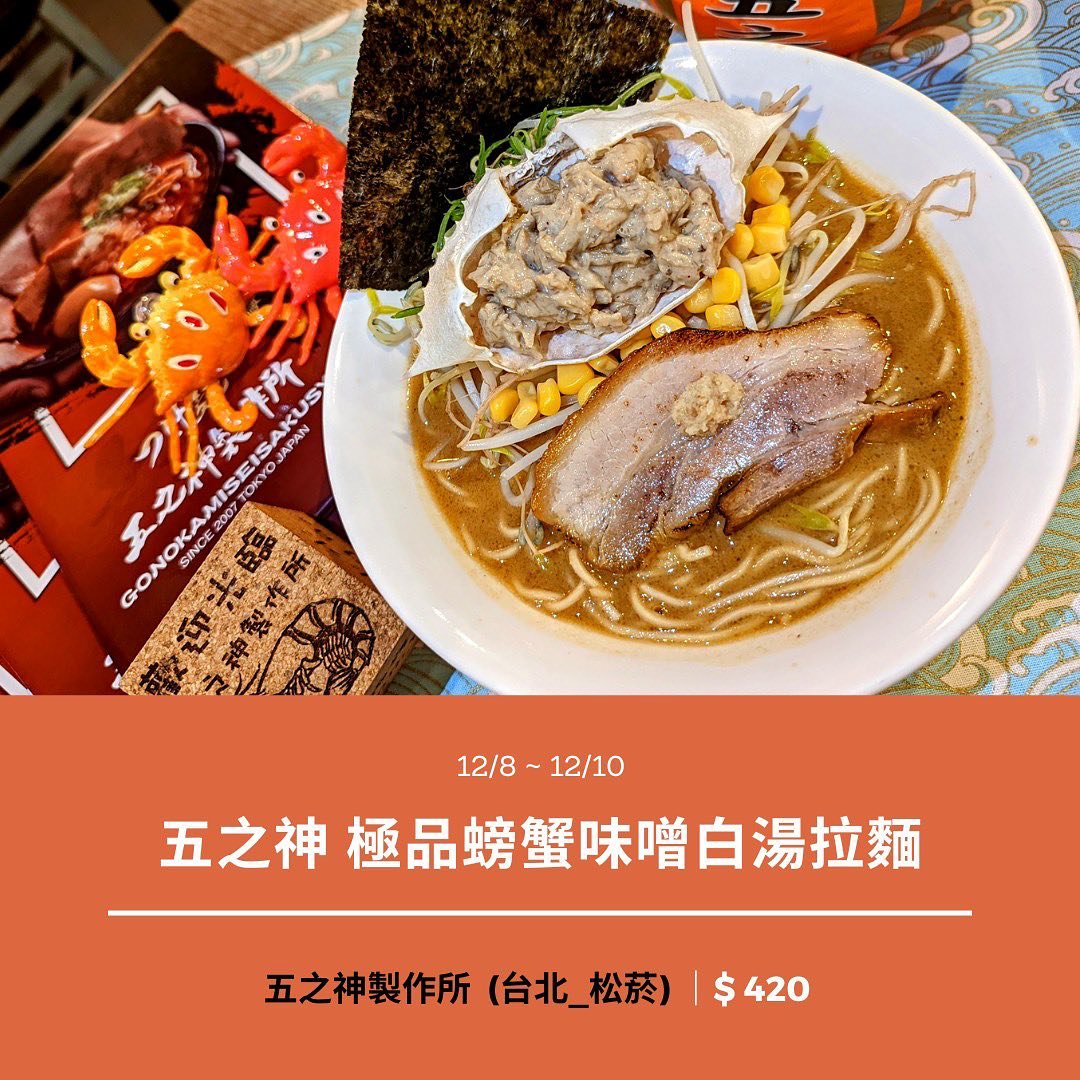 五之神製作所
GONOKAMISEISAKUSY
SINCE 2007 TOKYO JAPAN
歡迎光臨
之神製作所
12/8 ~ 12/10
五之神 極品螃蟹味噌白湯拉麵
五之神製作所 (台北_松菸) | $ 420